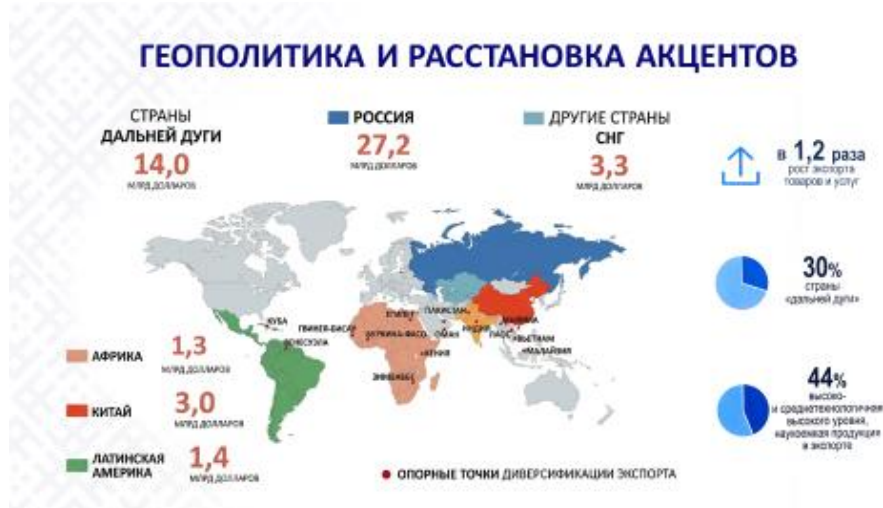 ГЕОПОЛИТИКА И РАССТАНОВКА АКЦЕНТОВ
СТРАНЫ
ДАЛЬНЕЙ ДУГИ
14,0
МЛРД ДОЛЛАРОВ
РОССИЯ
27,2
МЛРД ДОЛЛАРОВ
ДРУГИЕ СТРАНЫ
СНГ
3,3
МЛРД ДОЛЛАРОВ
в 1,2 раза
рост экспорта
товаров и услуг
30%
страны
«дальней дуги»
44%
высоко-
и среднетехнологичная
высокого уровня,
наукоемкая продукция
в экспорте
КУБА
ВЕНЕСУЭЛА
ГВИНЕЯ-БИСАУ
ЕГИПЕТ
БУРКИНА-ФАСО
КЕНИЯ
ЗИМБАБВЕ
ПАКИСТАН
ОМАН
ИНДИЯ
ЛАОС
ВЬЕТНАМ
МАЛАЙЗИЯ
АФРИКА
1,3
МЛРД ДОЛЛАРОВ
КИТАЙ
3,0
МЛРД ДОЛЛАРОВ
ЛАТИНСКАЯ
АМЕРИКА
1,4
МЛРД ДОЛЛАРОВ
ОПОРНЫЕ ТОЧКИ ДИВЕРСИФИКАЦИИ ЭКСПОРТА